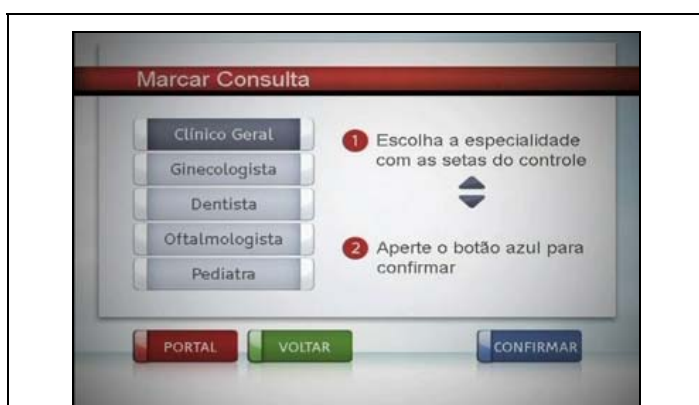 Marcar Consulta
Clínico Geral
Ginecologista
Dentista
Oftalmologista
Pediatra
1 Escolha a especialidade
com as setas do controle
2 Aperte o botão azul para
confirmar
PORTAL
VOLTAR
CONFIRMAR